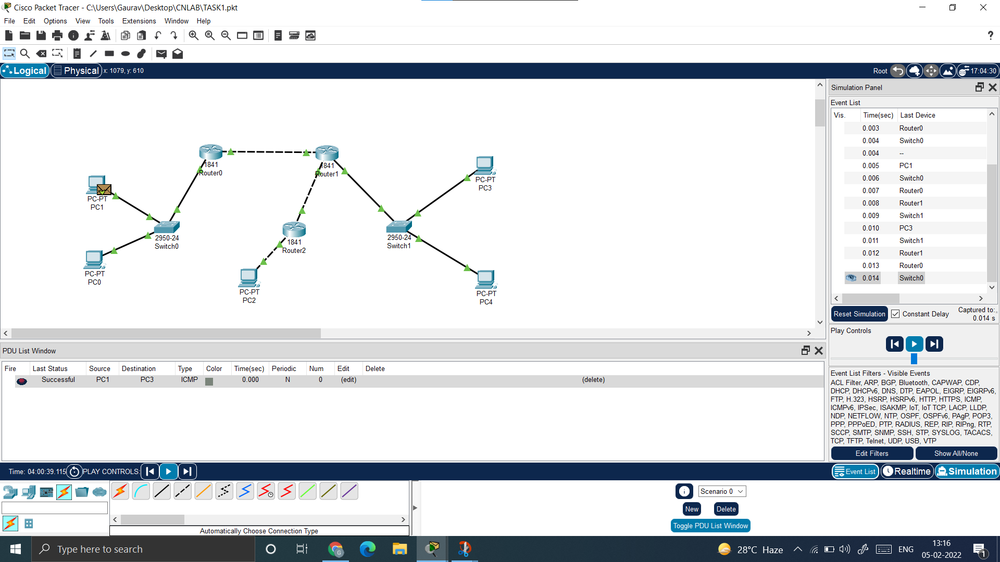 Cisco Packet Tracer - C:\Users\Gaurav\Desktop\CNLAB\TASK1.pkt
File Edit Options View Tools Extensions Window Help
?
Logical Physical x: 1079, y: 610
Root 17:04:30
1841
Router0
1841
Router1
PC-PT
PC3
PC-PT
PC1
2950-24
Switch0
1841
Router2
2950-24
Switch1
PC-PT
PC0
PC-PT
PC2
PC-PT
PC4
Simulation Panel
Event List
Vis. Time(sec) Last Device
0.003 Router0
0.004 Switch0
0.004 --
0.005 PC1
0.006 Switch0
0.007 Router0
0.008 Router1
0.009 Switch1
0.010 PC3
0.011 Switch1
0.012 Router1
0.013 Router0
0.014 Switch0
Reset Simulation Constant Delay Captured to:
0.014 s
Play Controls
Event List Filters - Visible Events
ACL Filter, ARP, BGP, Bluetooth, CAPWAP, CDP,
DHCP, DHCPv6, DNS, DTP, EAPOL, EIGRP, EIGRPv6,
FTP, H.323, HSRP, HSRPv6, HTTP, HTTPS, ICMP,
ICMPv6, IPSec, ISAKMP, IoT, IoT TCP, LACP, LLDP,
NDP, NETFLOW, NTP, OSPF, OSPFv6, PAgP, POP3,
PPP, PPPoED, PTP, RADIUS, REP, RIP, RIPng, RTP,
SCCP, SMTP, SNMP, SSH, STP, SYSLOG, TACACS,
TCP, TFTP, Telnet, UDP, USB, VTP
Edit Filters Show All/None
PDU List Window
Fire Last Status Source Destination Type Color Time(sec) Periodic Num Edit Delete
Successful PC1 PC3 ICMP 0.000 N 0 (edit) (delete)
Time: 04:00:39.115 PLAY CONTROLS:
Event List Realtime Simulation
Scenario 0
New Delete
Toggle PDU List Window
Automatically Choose Connection Type
Type here to search
28°C Haze
ENG
13:16
05-02-2022
1